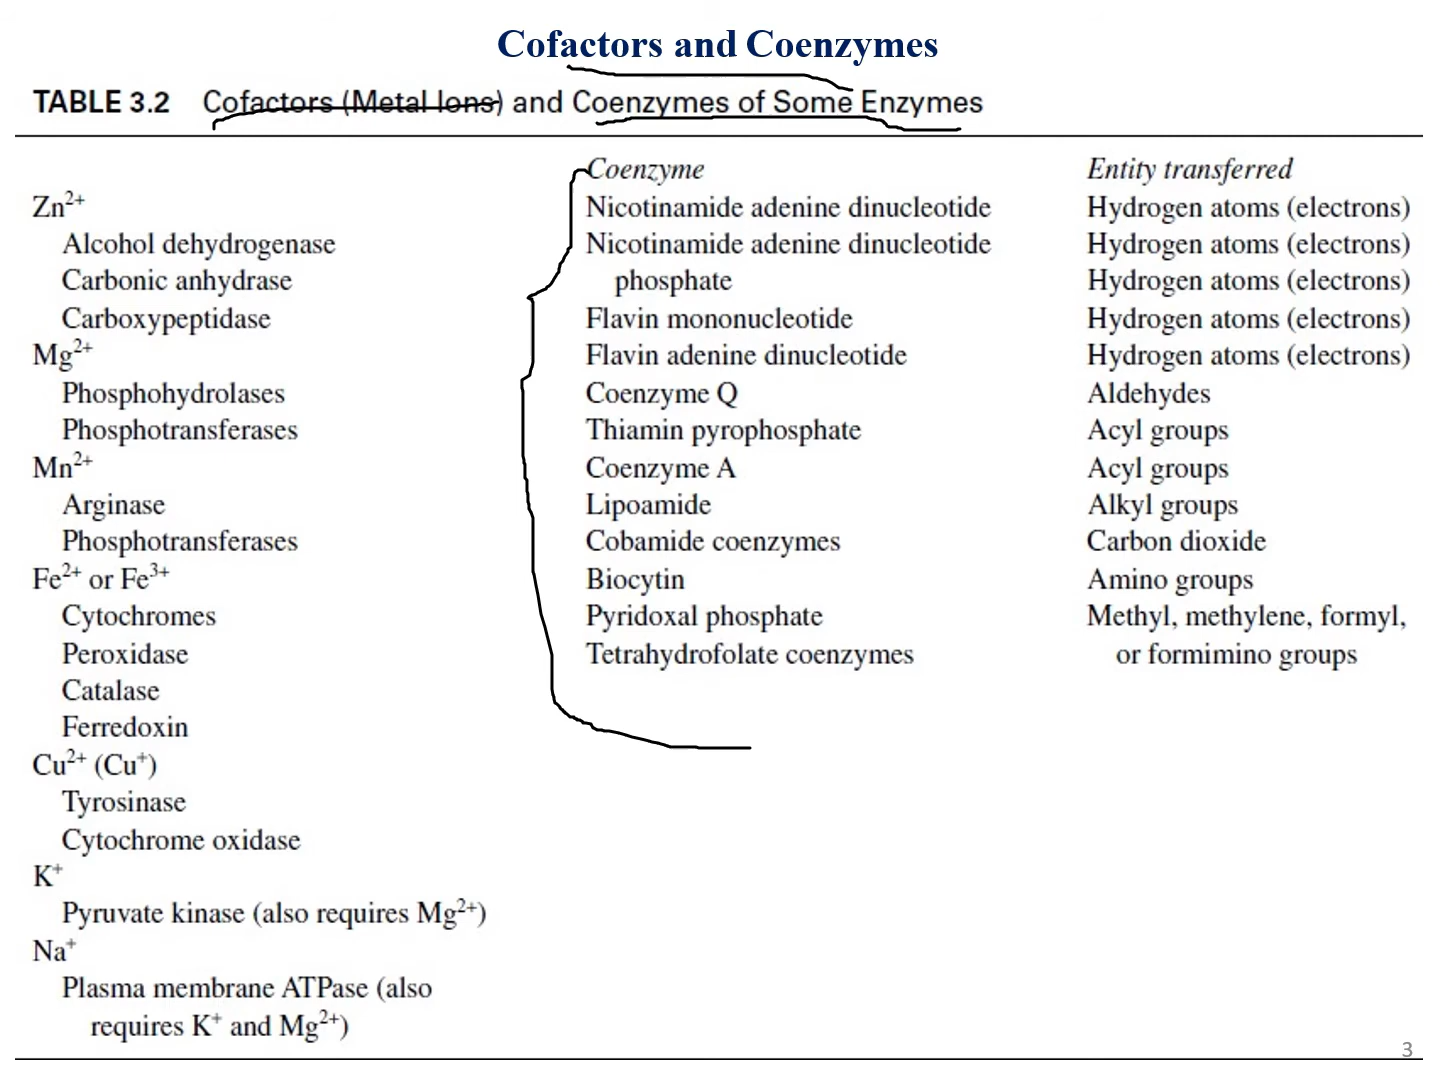 Cofactors and Coenzymes
TABLE 3.2 Cofactors (Metal Ions) and Coenzymes of Some Enzymes
Zn²⁺
Alcohol dehydrogenase
Carbonic anhydrase
Carboxypeptidase
Mg²⁺
Phosphohydrolases
Phosphotransferases
Mn²⁺
Arginase
Phosphotransferases
Fe²⁺ or Fe³⁺
Cytochromes
Peroxidase
Catalase
Ferredoxin
Cu²⁺ (Cu⁺)
Tyrosinase
Cytochrome oxidase
K⁺
Pyruvate kinase (also requires Mg²⁺)
Na⁺
Plasma membrane ATPase (also
requires K⁺ and Mg²⁺)
Coenzyme
Nicotinamide adenine dinucleotide
Nicotinamide adenine dinucleotide
phosphate
Flavin mononucleotide
Flavin adenine dinucleotide
Coenzyme Q
Thiamin pyrophosphate
Coenzyme A
Lipoamide
Cobamide coenzymes
Biocytin
Pyridoxal phosphate
Tetrahydrofolate coenzymes
Entity transferred
Hydrogen atoms (electrons)
Hydrogen atoms (electrons)
Hydrogen atoms (electrons)
Hydrogen atoms (electrons)
Hydrogen atoms (electrons)
Aldehydes
Acyl groups
Acyl groups
Alkyl groups
Carbon dioxide
Amino groups
Methyl, methylene, formyl,
or formimino groups
3